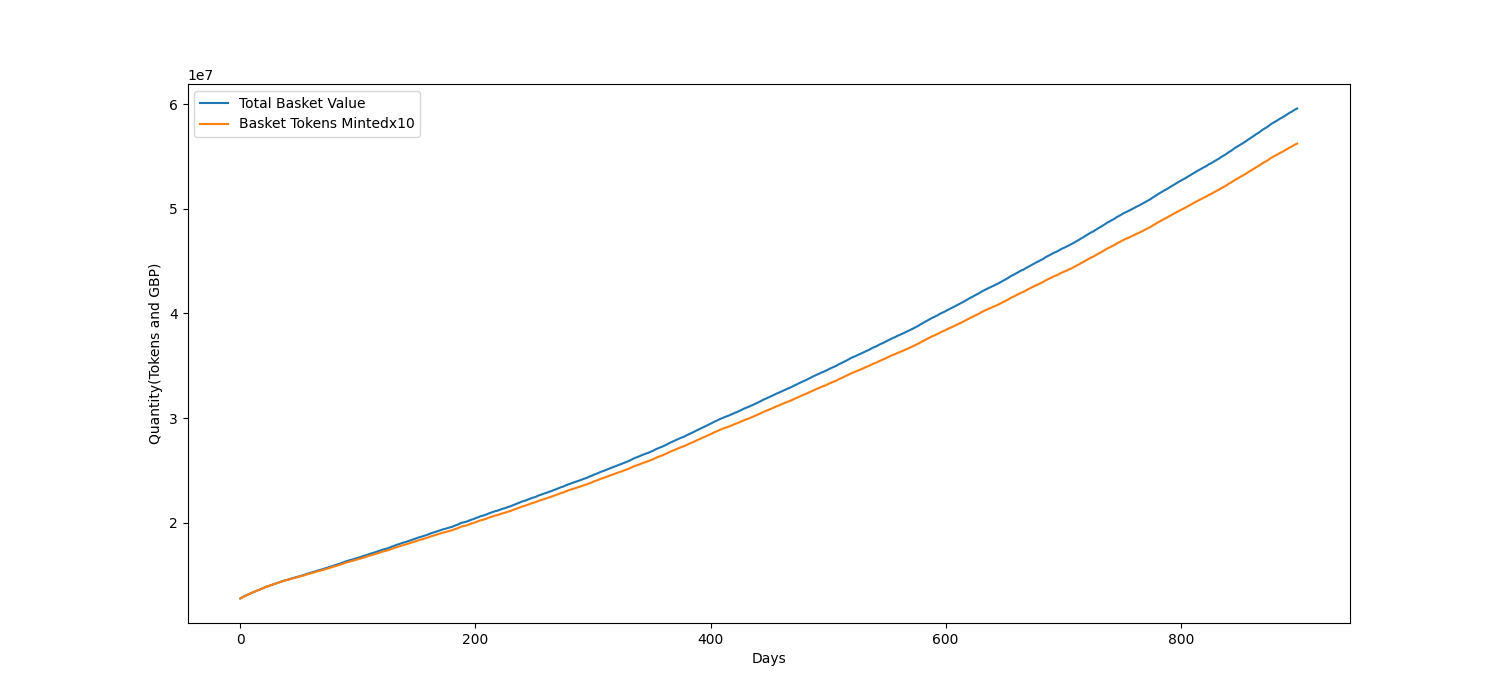 1e7
Total Basket Value
Basket Tokens Mintedx10
6
5
4
3
2
Quantity(Tokens and GBP)
0 200 400 600 800
Days